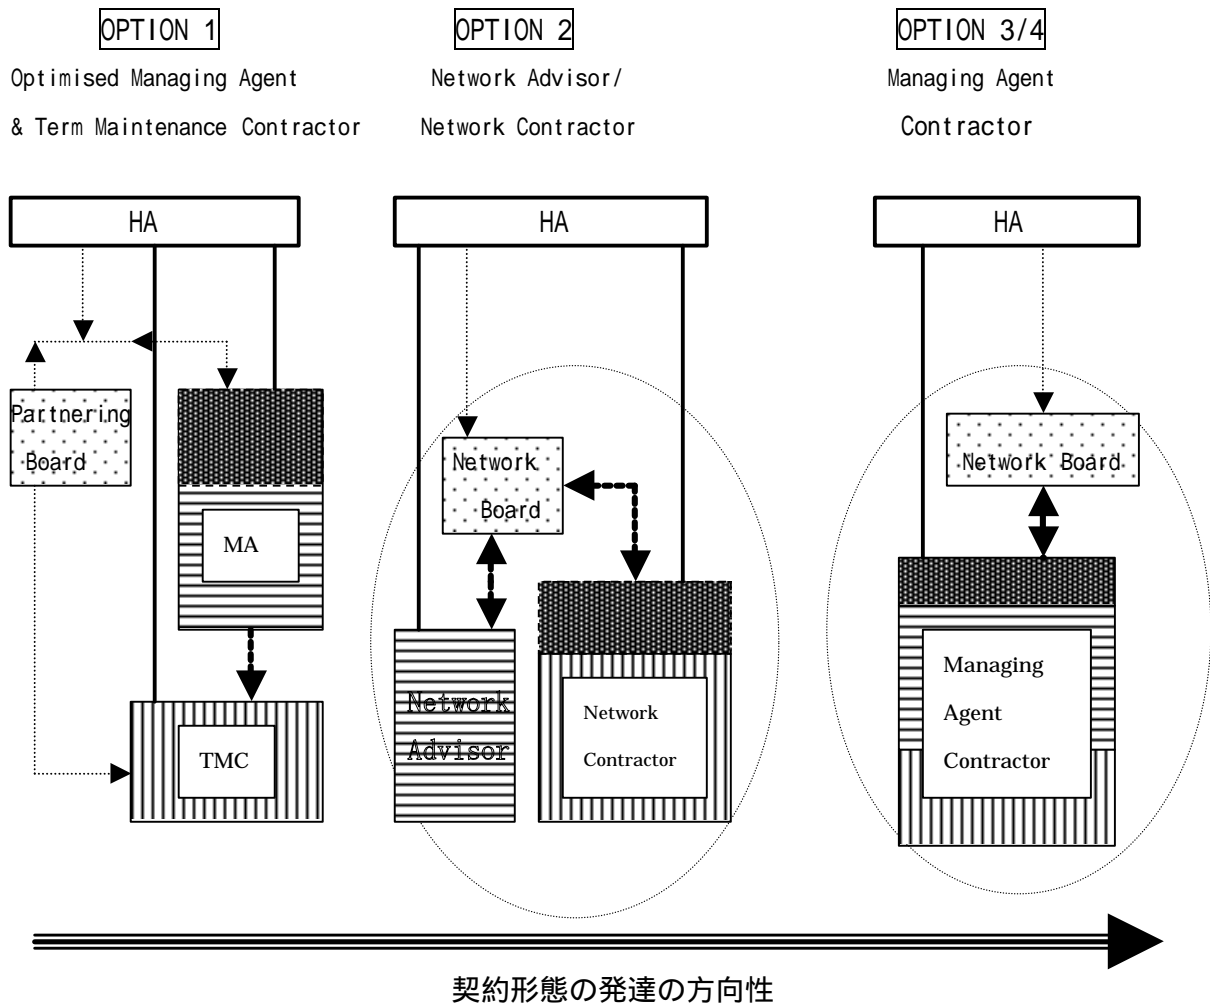 OPTION 1
Optimised Managing Agent
& Term Maintenance Contractor
HA
Partnering
Board
MA
TMC
OPTION 2
Network Advisor/
Network Contractor
HA
Network
Board
Network
Advisor
Network
Contractor
OPTION 3/4
Managing Agent
Contractor
HA
Network Board
Managing
Agent
Contractor
契約形態の発達の方向性